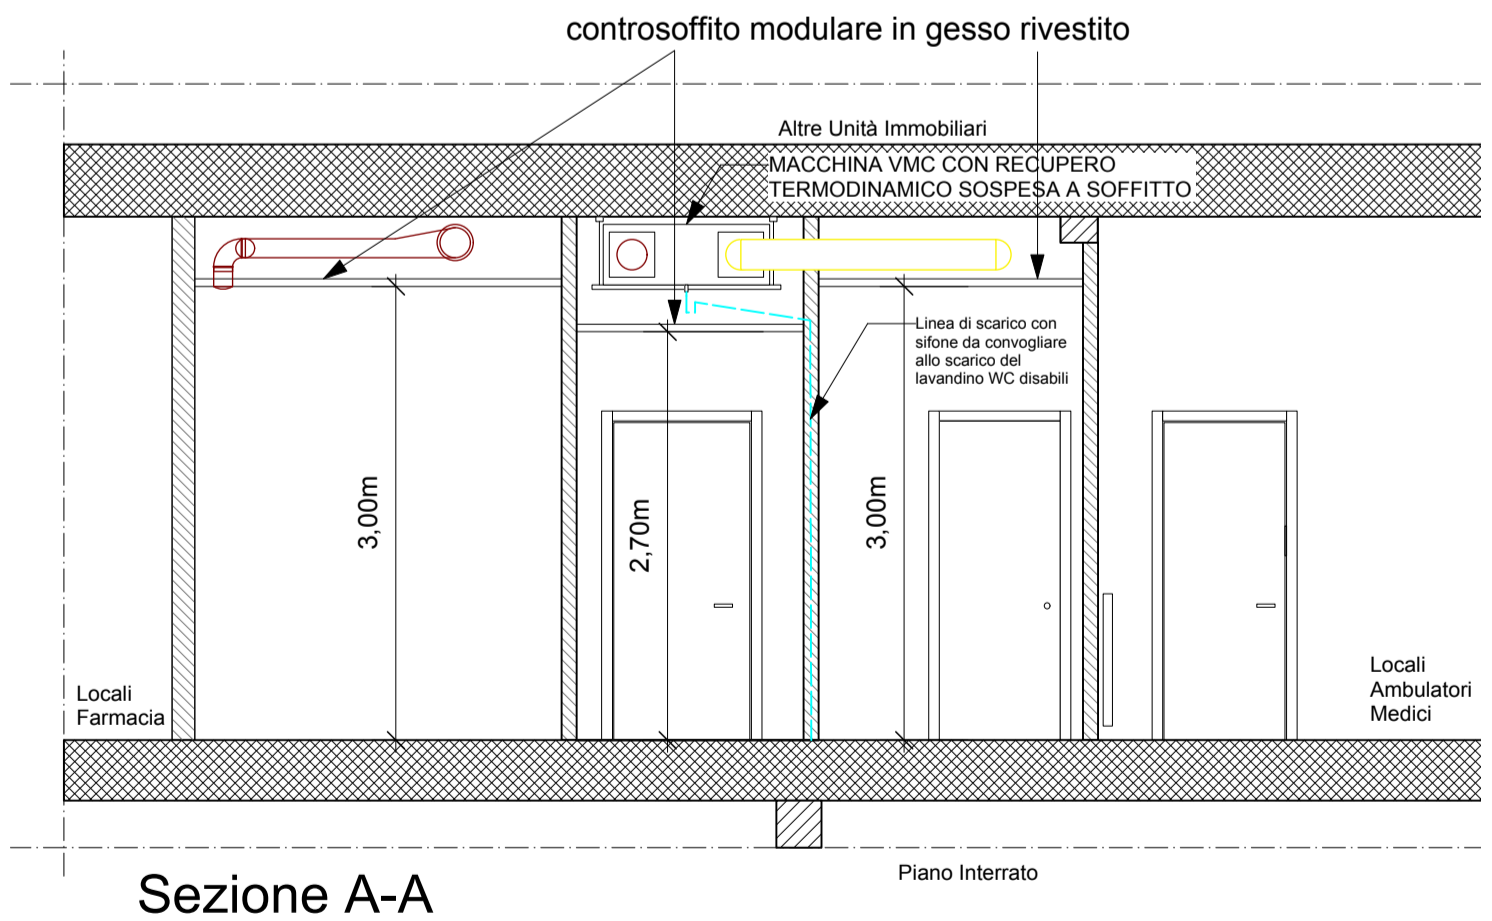 controsoffito modulare in gesso rivestito
Altre Unità Immobiliari
MACCHINA VMC CON RECUPERO
TERMODINAMICO SOSPESA A SOFFITTO
Linea di scarico con
sifone da convogliare
allo scarico del
lavandino WC disabili
3,00m
2,70m
3,00m
Locali
Farmacia
Locali
Ambulatori
Medici
Piano Interrato
Sezione A-A